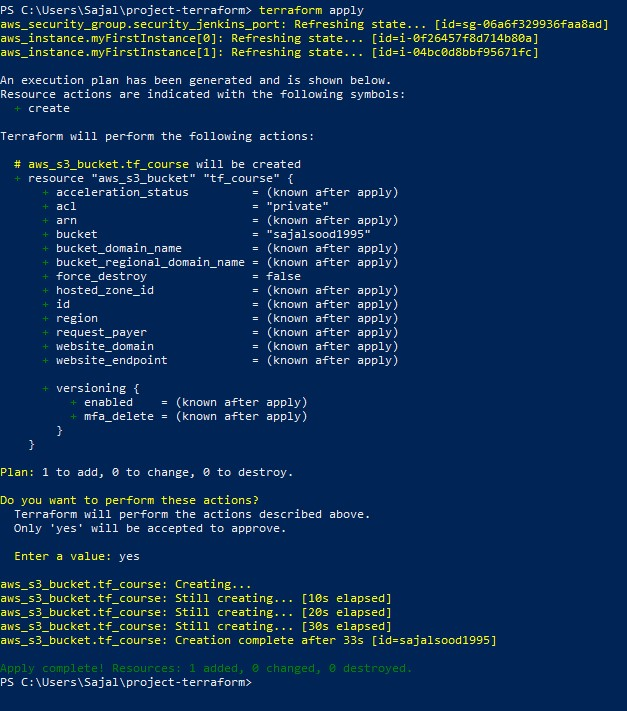 PS C:\Users\Sajal\project-terraform> terraform apply
aws_security_group.security_jenkins_port: Refreshing state... [id=sg-06a6f329936faa8ad]
aws_instance.myFirstInstance[0]: Refreshing state... [id=i-0f26457f8d714b80a]
aws_instance.myFirstInstance[1]: Refreshing state... [id=i-04bc0d8bbf95671fc]
An execution plan has been generated and is shown below.
Resource actions are indicated with the following symbols:
+ create
Terraform will perform the following actions:
# aws_s3_bucket.tf_course will be created
+ resource "aws_s3_bucket" "tf_course" {
+ acceleration_status = (known after apply)
+ acl = "private"
+ arn = (known after apply)
+ bucket = "sajalsood1995"
+ bucket_domain_name = (known after apply)
+ bucket_regional_domain_name = (known after apply)
+ force_destroy = false
+ hosted_zone_id = (known after apply)
+ id = (known after apply)
+ region = (known after apply)
+ request_payer = (known after apply)
+ website_domain = (known after apply)
+ website_endpoint = (known after apply)
+ versioning {
+ enabled = (known after apply)
+ mfa_delete = (known after apply)
}
}
Plan: 1 to add, 0 to change, 0 to destroy.
Do you want to perform these actions?
Terraform will perform the actions described above.
Only 'yes' will be accepted to approve.
Enter a value: yes
aws_s3_bucket.tf_course: Creating...
aws_s3_bucket.tf_course: Still creating... [10s elapsed]
aws_s3_bucket.tf_course: Still creating... [20s elapsed]
aws_s3_bucket.tf_course: Still creating... [30s elapsed]
aws_s3_bucket.tf_course: Creation complete after 33s [id=sajalsood1995]
Apply complete! Resources: 1 added, 0 changed, 0 destroyed.
PS C:\Users\Sajal\project-terraform>